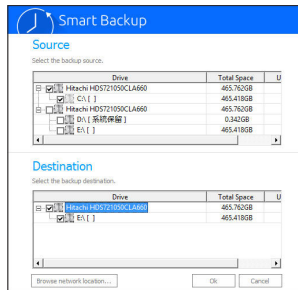 Smart Backup
Source
Select the backup source.
Drive Total Space U
Hitachi HDS721050CLA660 465.762GB
C:\ [ ] 465.418GB
Hitachi HDS721050CLA660 465.762GB
D:\ [ 系統保留 ] 0.342GB
E:\ [ ] 465.418GB
Destination
Select the backup destination.
Drive Total Space U
Hitachi HDS721050CLA660 465.762GB
E:\ [ ] 465.418GB
Browse network location... Ok Cancel